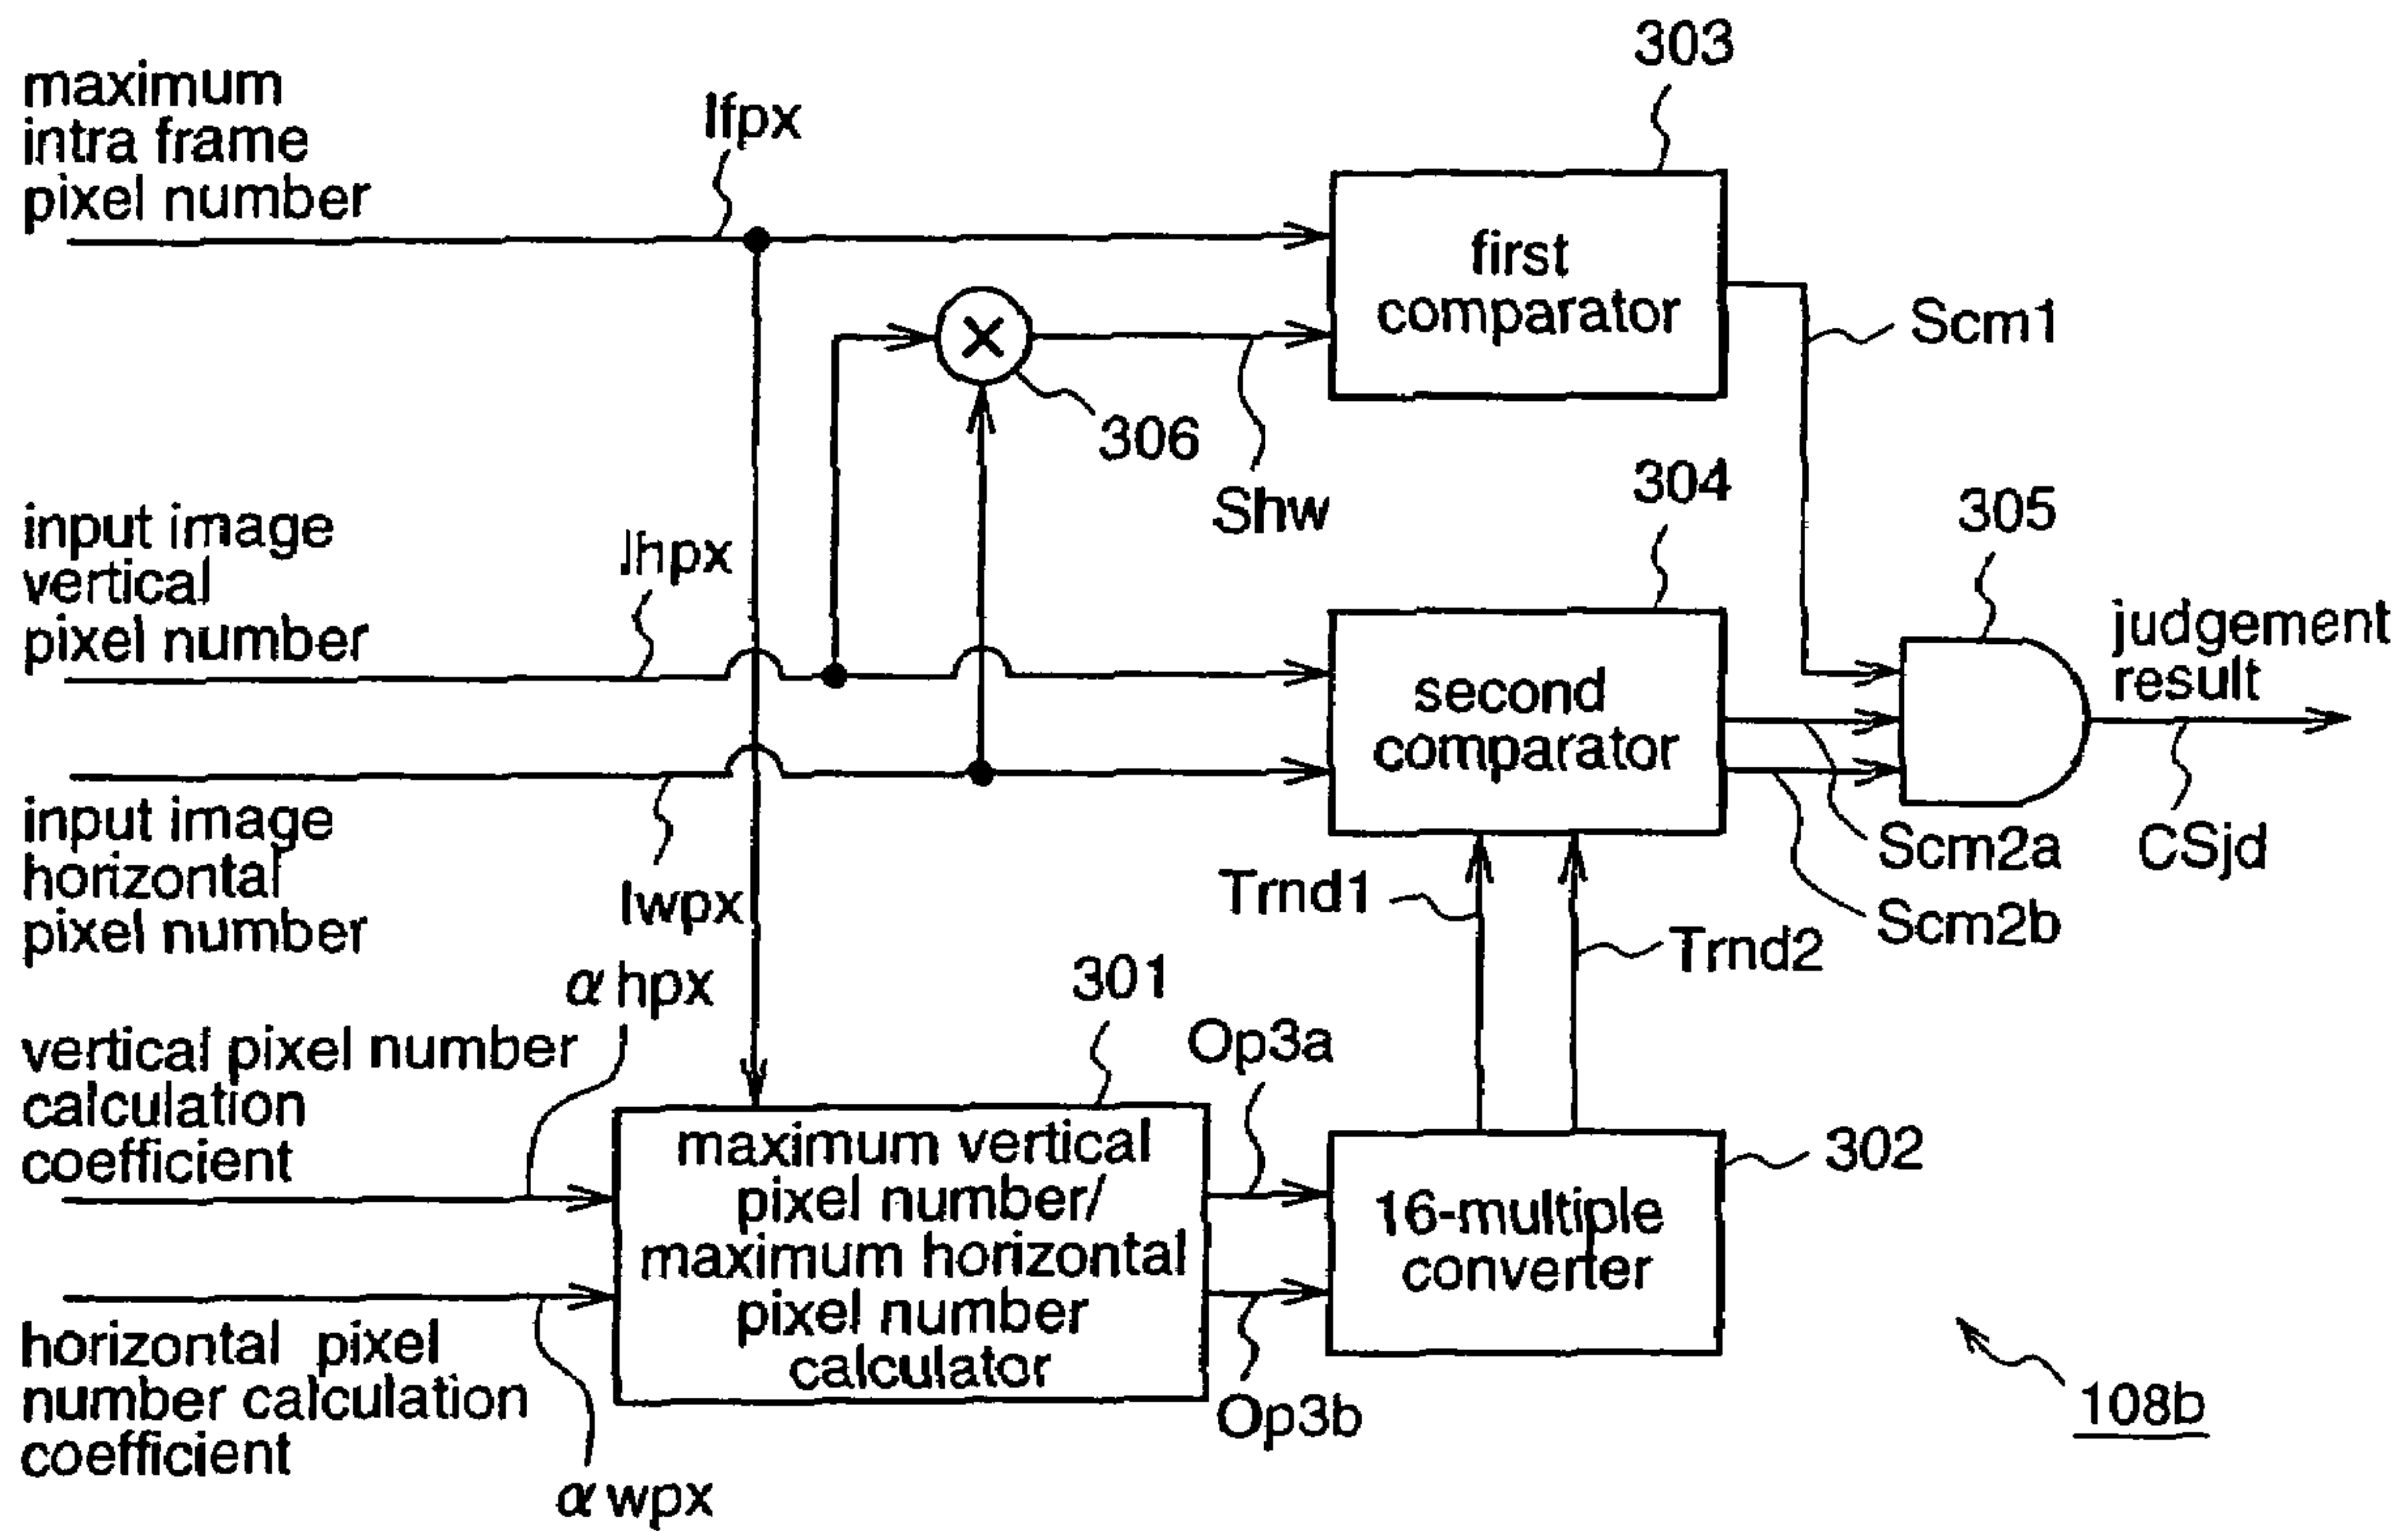 303
maximum
intra frame
pixel number
Ifpx
first
comparator
Scm1
306
Shw
304
305
input image
vertical
pixel number
Ihpx
judgement
result
second
comparator
input image
horizontal
pixel number
Iwpx
Scm2a
CSjd
Scm2b
Trnd1
Trnd2
αhpx
301
Op3a
vertical pixel number
calculation
coefficient
maximum vertical
pixel number/
maximum horizontal
pixel number
calculator
302
16-multiple
converter
horizontal pixel
number calculation
coefficient
Op3b
108b
αwpx